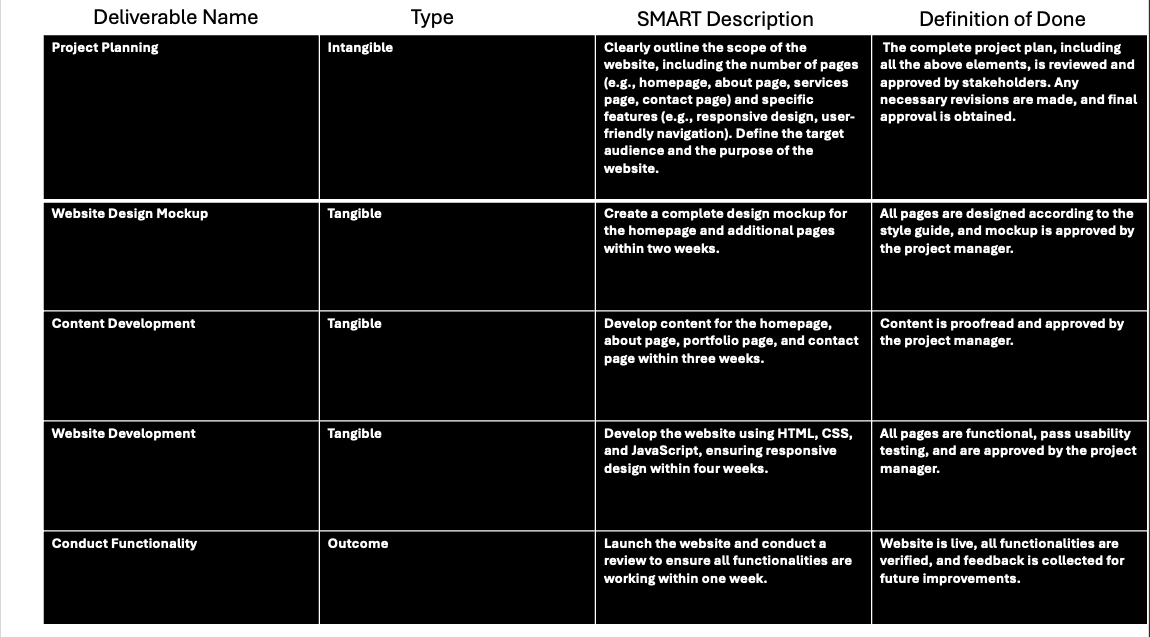 Deliverable Name
Type
SMART Description
Definition of Done
Project Planning
Intangible
Clearly outline the scope of the
website, including the number of pages
(e.g., homepage, about page, services
page, contact page) and specific
features (e.g., responsive design, user-
friendly navigation). Define the target
audience and the purpose of the
website.
The complete project plan, including
all the above elements, is reviewed and
approved by stakeholders. Any
necessary revisions are made, and final
approval is obtained.
Website Design Mockup
Tangible
Create a complete design mockup for
the homepage and additional pages
within two weeks.
All pages are designed according to the
style guide, and mockup is approved by
the project manager.
Content Development
Tangible
Develop content for the homepage,
about page, portfolio page, and contact
page within three weeks.
Content is proofread and approved by
the project manager.
Website Development
Tangible
Develop the website using HTML, CSS,
and JavaScript, ensuring responsive
design within four weeks.
All pages are functional, pass usability
testing, and are approved by the project
manager.
Conduct Functionality
Outcome
Launch the website and conduct a
review to ensure all functionalities are
working within one week.
Website is live, all functionalities are
verified, and feedback is collected for
future improvements.